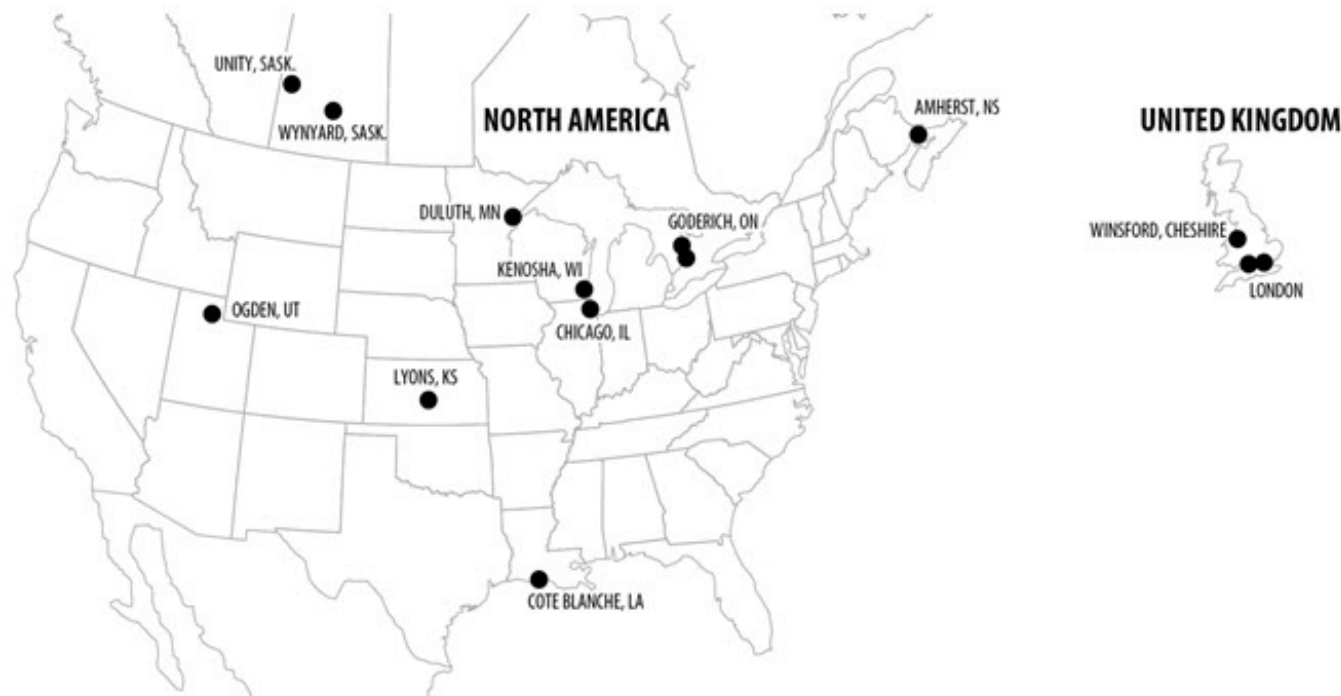 UNITY, SASK.
WYNYARD, SASK.
NORTH AMERICA
AMHERST, NS
UNITED KINGDOM
DULUTH, MN
GODERICH, ON
WINSFORD, CHESHIRE
KENOSHA, WI
LONDON
OGDEN, UT
CHICAGO, IL
LYONS, KS
COTE BLANCHE, LA